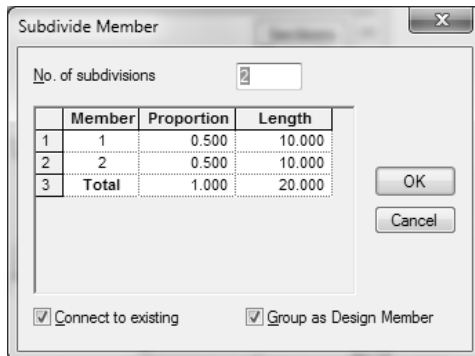 Subdivide Member
No. of subdivisions 2
Member Proportion Length
1 1 0.500 10.000
2 2 0.500 10.000
3 Total 1.000 20.000
OK
Cancel
Connect to existing Group as Design Member